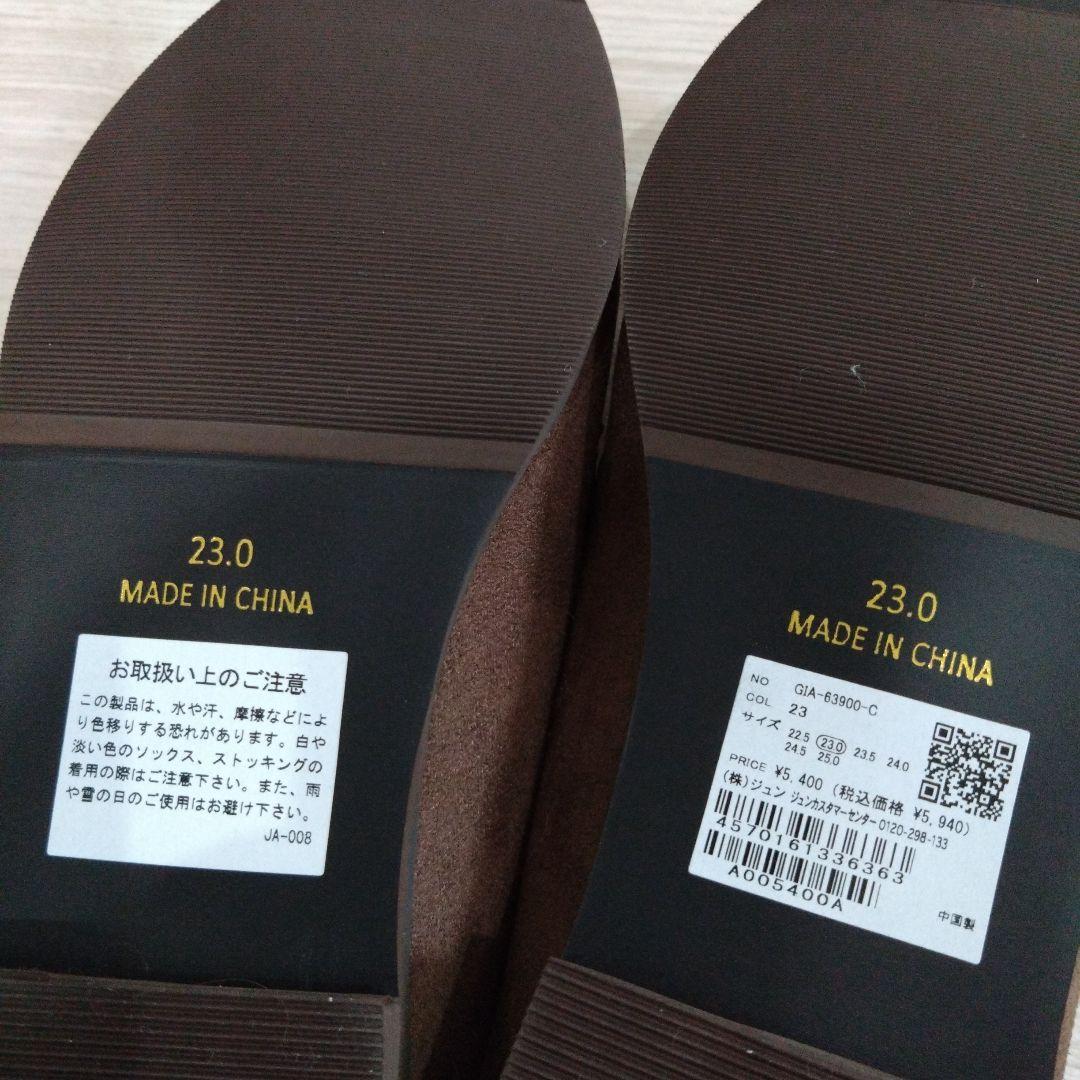 23.0
MADE IN CHINA
お取扱い上のご注意
この製品は、水や汗、摩擦などによ
り色移りする恐れがあります。白や
淡い色のソックス、ストッキングの
着用の際はご注意下さい。また、雨
や雪の日のご使用はお避け下さい。
JA-008
23.0
MADE IN CHINA
NO GIA-63900-C
COL 23
サイズ 22.5 23.0 23.5 24.0
24.5 25.0
PRICE ¥5,400 (税込価格 ¥5,940)
(株)ジュン ジュンカスタマーセンター0120-298-133
4570161336363
A005400A
中国製